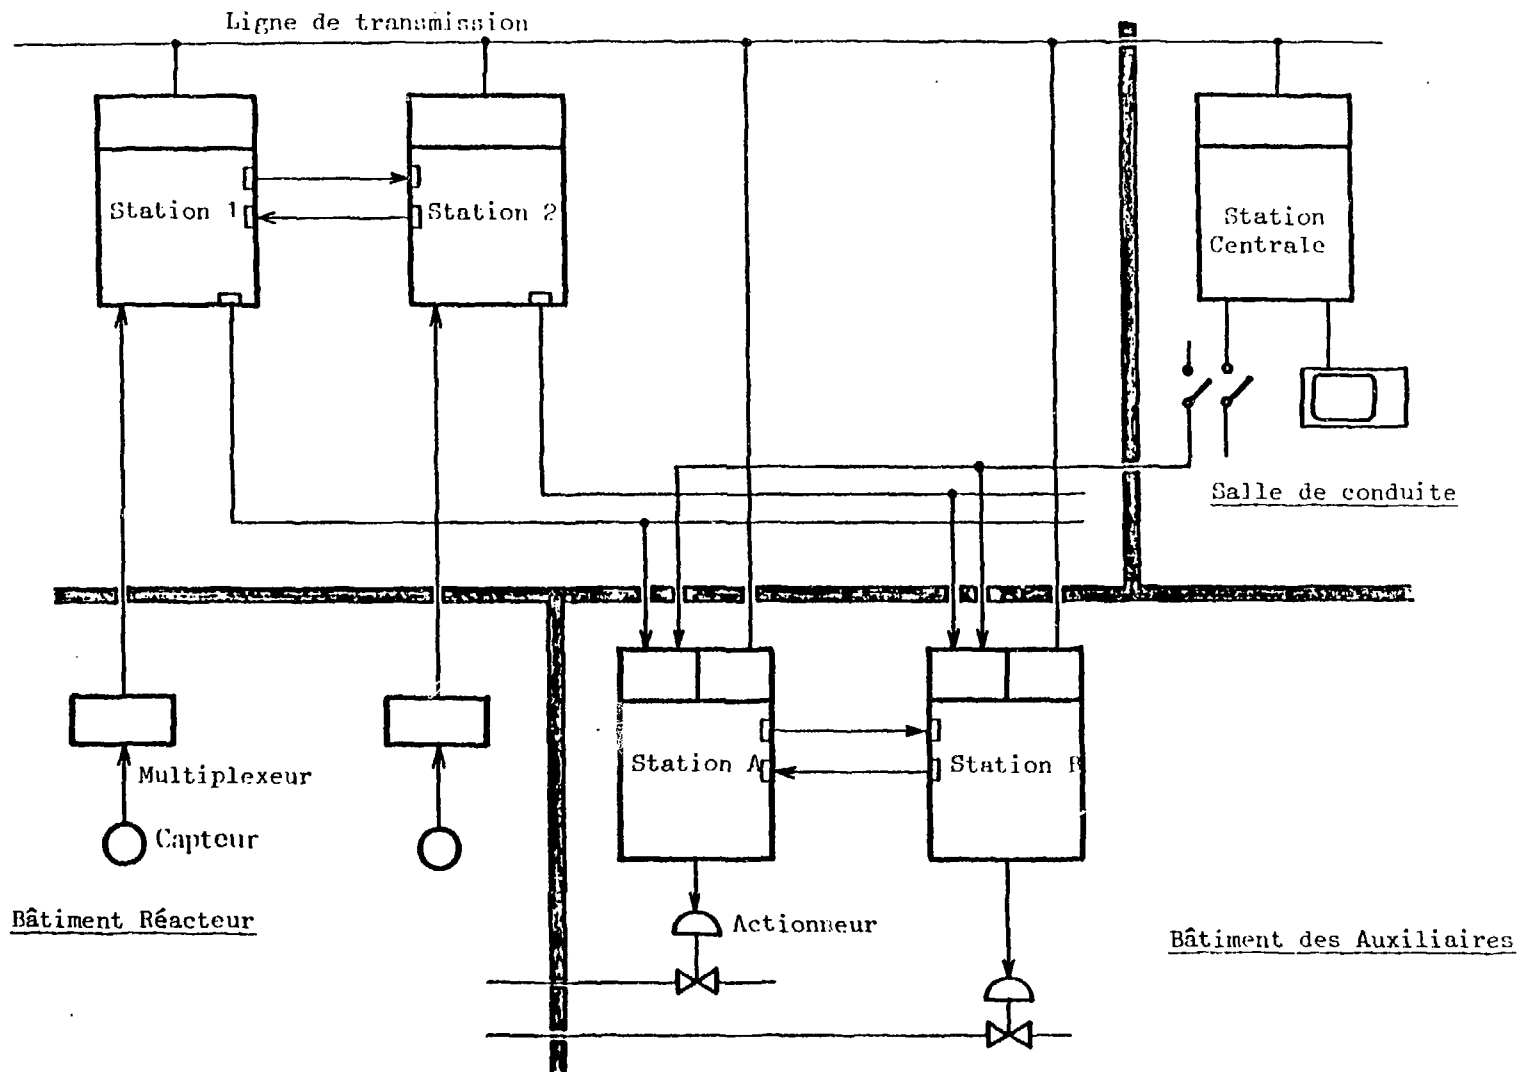 Ligne de transmission
Station 1
Station 2
Station
Centrale
Salle de conduite
Multiplexeur
Capteur
Station A
Station B
Bâtiment Réacteur
Actionneur
Bâtiment des Auxiliaires